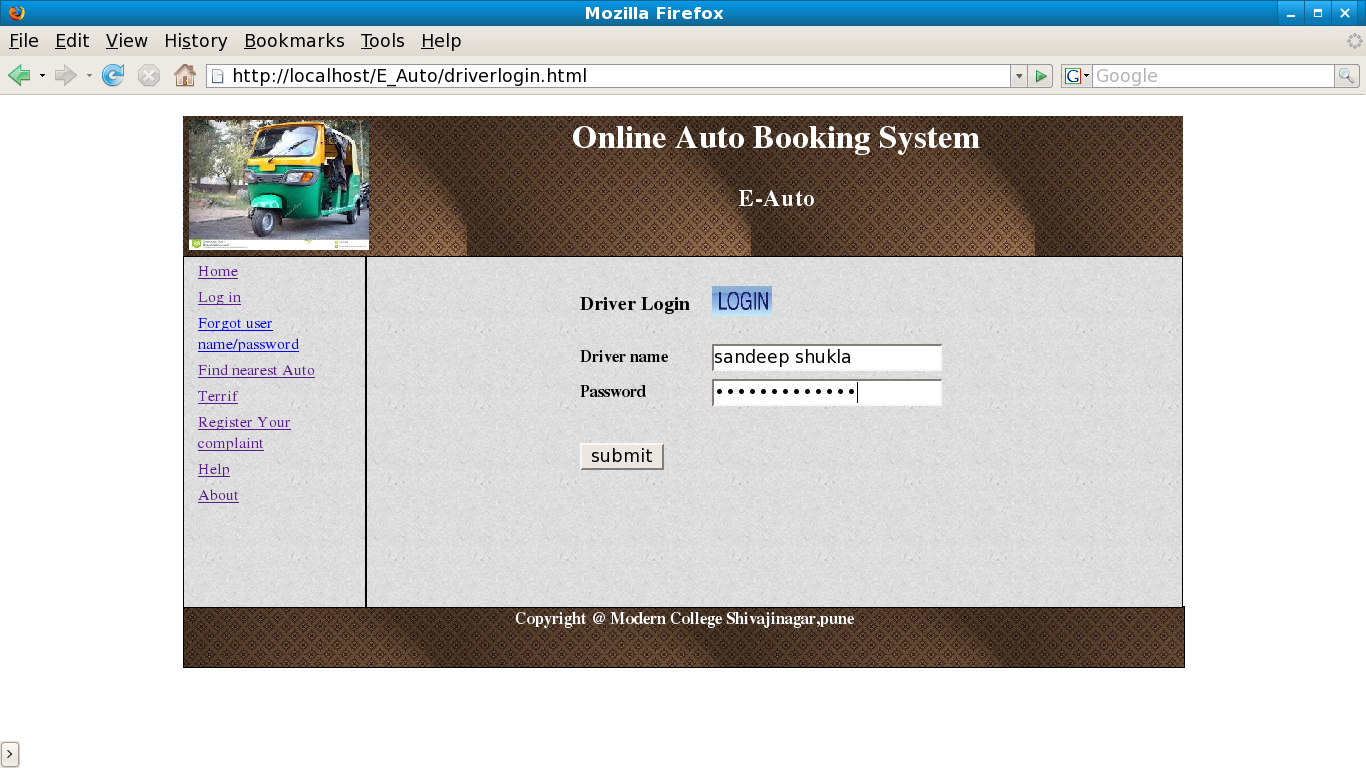 Mozilla Firefox
File Edit View History Bookmarks Tools Help
http://localhost/E_Auto/driverlogin.html
G Google
Online Auto Booking System
E-Auto
Home
Log in
Forgot user
name/password
Find nearest Auto
Terrif
Register Your
complaint
Help
About
Driver Login LOGIN
Driver name sandeep shukla
Password •••••••••••••
submit
Copyright @ Modern College Shivajinagar,pune